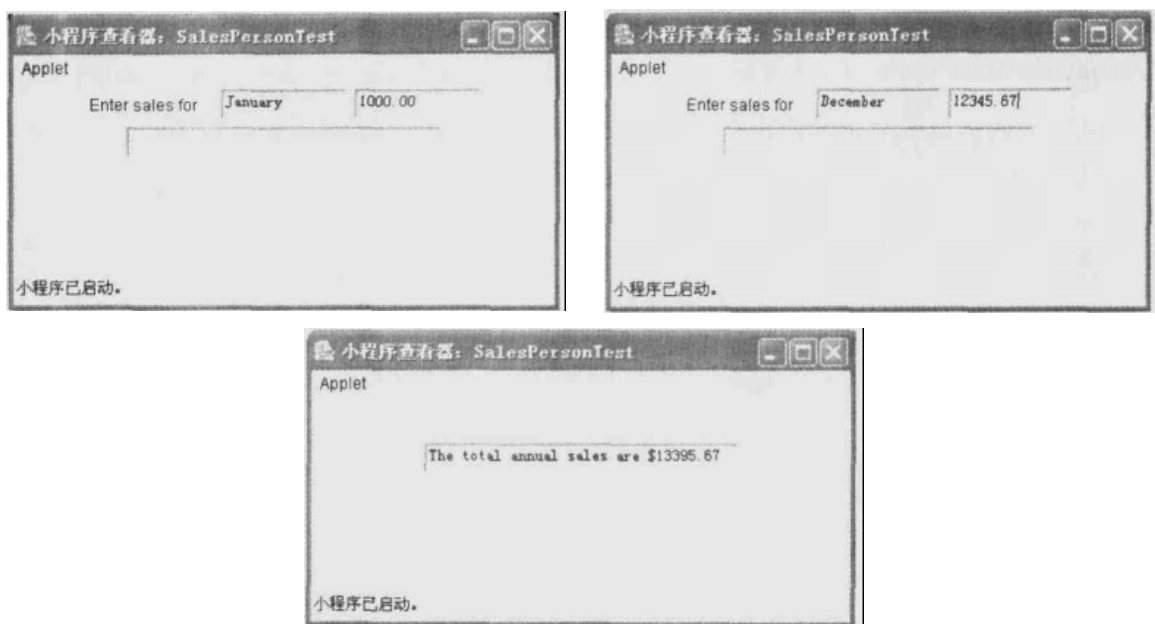 小程序查看器: SalesPersonTest
Applet
Enter sales for January 1000.00
小程序已启动。
小程序查看器: SalesPersonTest
Applet
Enter sales for December 12345.67
小程序已启动。
小程序查看器: SalesPersonTest
Applet
The total annual sales are $13395.67
小程序已启动。